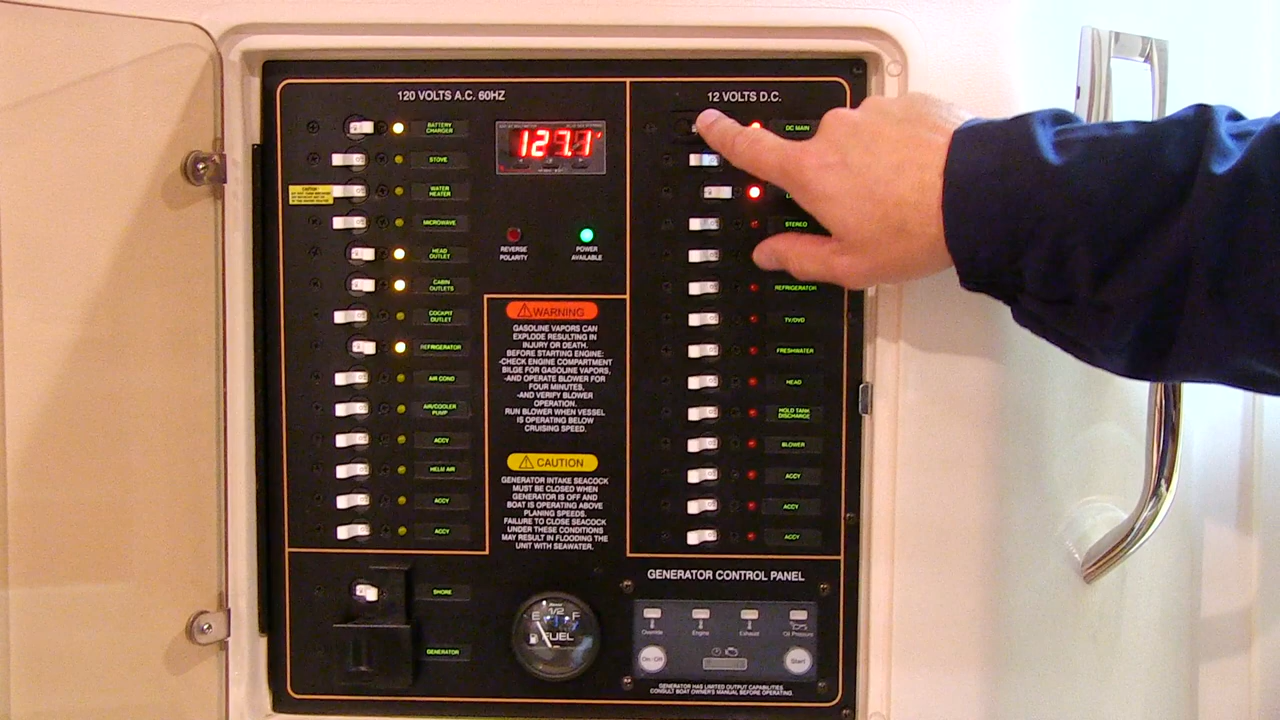 120 VOLTS A.C. 60HZ
BATTERY
CHARGER
STOVE
WATER
HEATER
MICROWAVE
HEAD
OUTLET
CABIN
OUTLETS
COCKPIT
OUTLET
REFRIGERATOR
AIR COND
AIR/COOLER
PUMP
ACCY
HELM AIR
ACCY
ACCY
SHORE
GENERATOR
127.1
REVERSE
POLARITY
POWER
AVAILABLE
WARNING
GASOLINE VAPORS CAN
EXPLODE RESULTING IN
INJURY OR DEATH.
BEFORE STARTING ENGINE:
-CHECK ENGINE COMPARTMENT
BILGE FOR GASOLINE VAPORS,
-AND OPERATE BLOWER FOR
FOUR MINUTES,
-AND VERIFY BLOWER
OPERATION.
RUN BLOWER WHEN VESSEL
IS OPERATING BELOW
CRUISING SPEED.
CAUTION
GENERATOR INTAKE SEACOCK
MUST BE CLOSED WHEN
GENERATOR IS OFF AND
BOAT IS OPERATING ABOVE
PLANING SPEEDS.
FAILURE TO CLOSE SEACOCK
UNDER THESE CONDITIONS
MAY RESULT IN FLOODING THE
UNIT WITH SEAWATER.
E 1/2 F
FUEL
12 VOLTS D.C.
DC MAIN
STEREO
REFRIGERATOR
TV/DVD
FRESHWATER
HEAD
HOLD TANK
DISCHARGE
BLOWER
ACCY
ACCY
ACCY
GENERATOR CONTROL PANEL
Override Engine Exhaust Oil Pressure
On/Off Start
GENERATOR HAS LIMITED OUTPUT CAPABILITIES
CONSULT BOAT OWNER'S MANUAL BEFORE OPERATING.